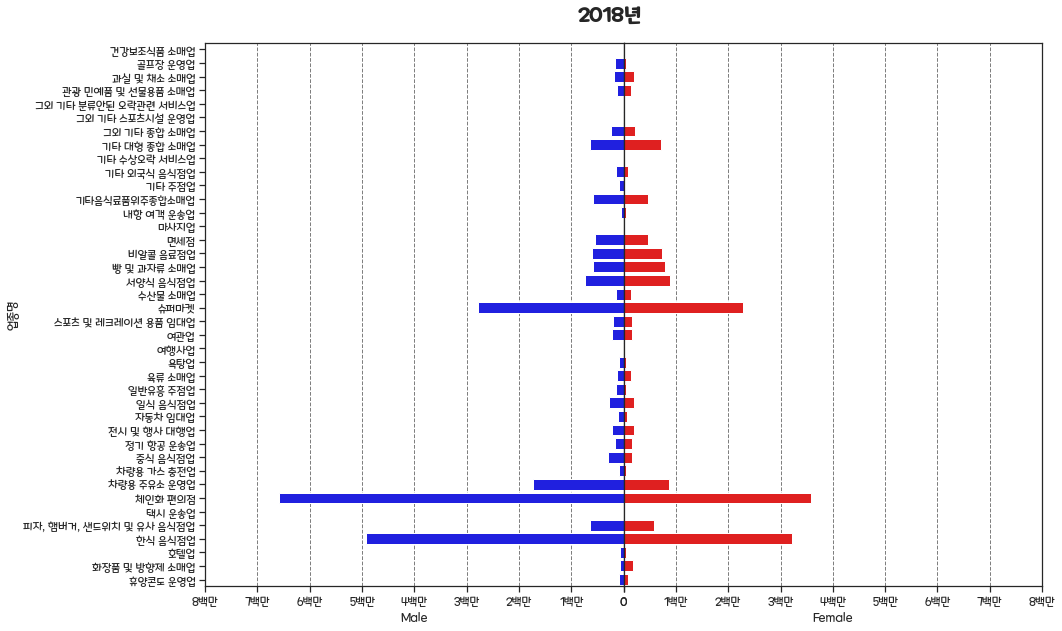 2018년
건강보조식품 소매업
골프장 운영업
과실 및 채소 소매업
관광 민예품 및 선물용품 소매업
그외 기타 분류안된 오락관련 서비스업
그외 기타 스포츠시설 운영업
그외 기타 종합 소매업
기타 대형 종합 소매업
기타 수상오락 서비스업
기타 외국식 음식점업
기타 주점업
기타음식료품위주종합소매업
내항 여객 운송업
마사지업
면세점
비알콜 음료점업
빵 및 과자류 소매업
서양식 음식점업
수산물 소매업
슈퍼마켓
스포츠 및 레크레이션 용품 임대업
여관업
여행사업
욕탕업
육류 소매업
일반유흥 주점업
일식 음식점업
자동차 임대업
전시 및 행사 대행업
정기 항공 운송업
중식 음식점업
차량용 가스 충전업
차량용 주유소 운영업
체인화 편의점
택시 운송업
피자, 햄버거, 샌드위치 및 유사 음식점업
한식 음식점업
호텔업
화장품 및 방향제 소매업
휴양콘도 운영업
업종명
8백만 7백만 6백만 5백만 4백만 3백만 2백만 1백만 0 1백만 2백만 3백만 4백만 5백만 6백만 7백만 8백만
Male Female